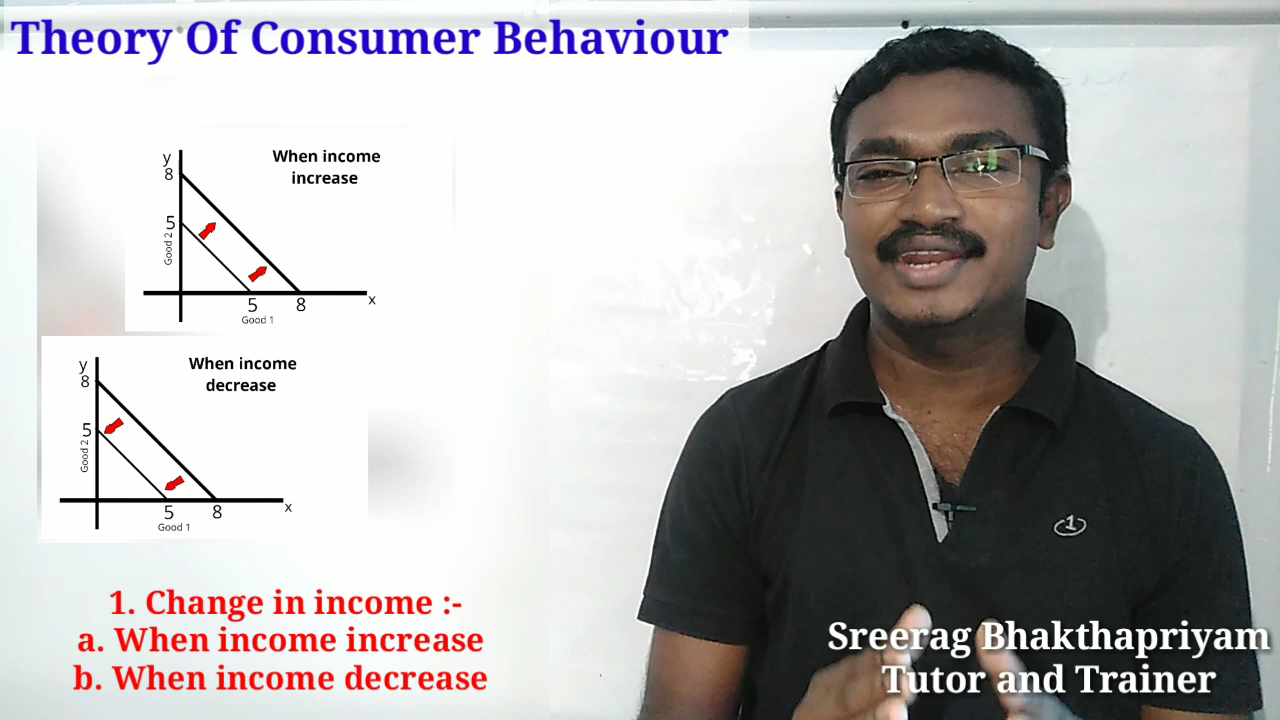 Theory Of Consumer Behaviour
When income
increase
y
8
5
Good 2
5
8
x
Good 1
When income
decrease
y
8
5
Good 2
5
8
x
Good 1
1. Change in income :-
a. When income increase
b. When income decrease
1
Sreerag Bhakthapriyam
Tutor and Trainer